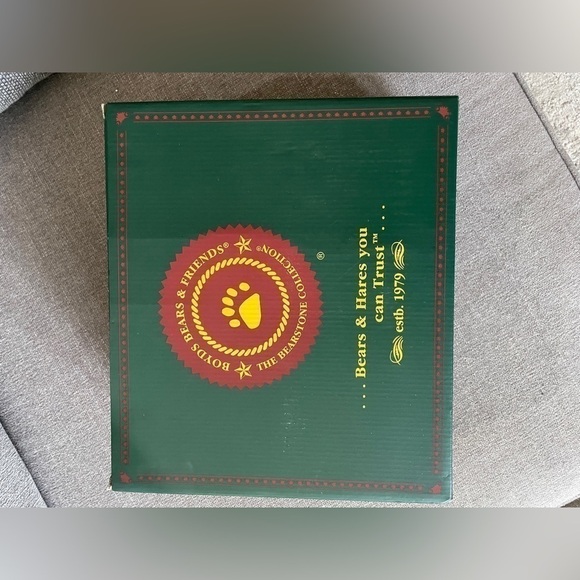 BOYDS BEARS & FRIENDS®
THE BEARSTONE COLLECTION®
®
. . . Bears & Hares you
can Trust™ . . .
estb. 1979